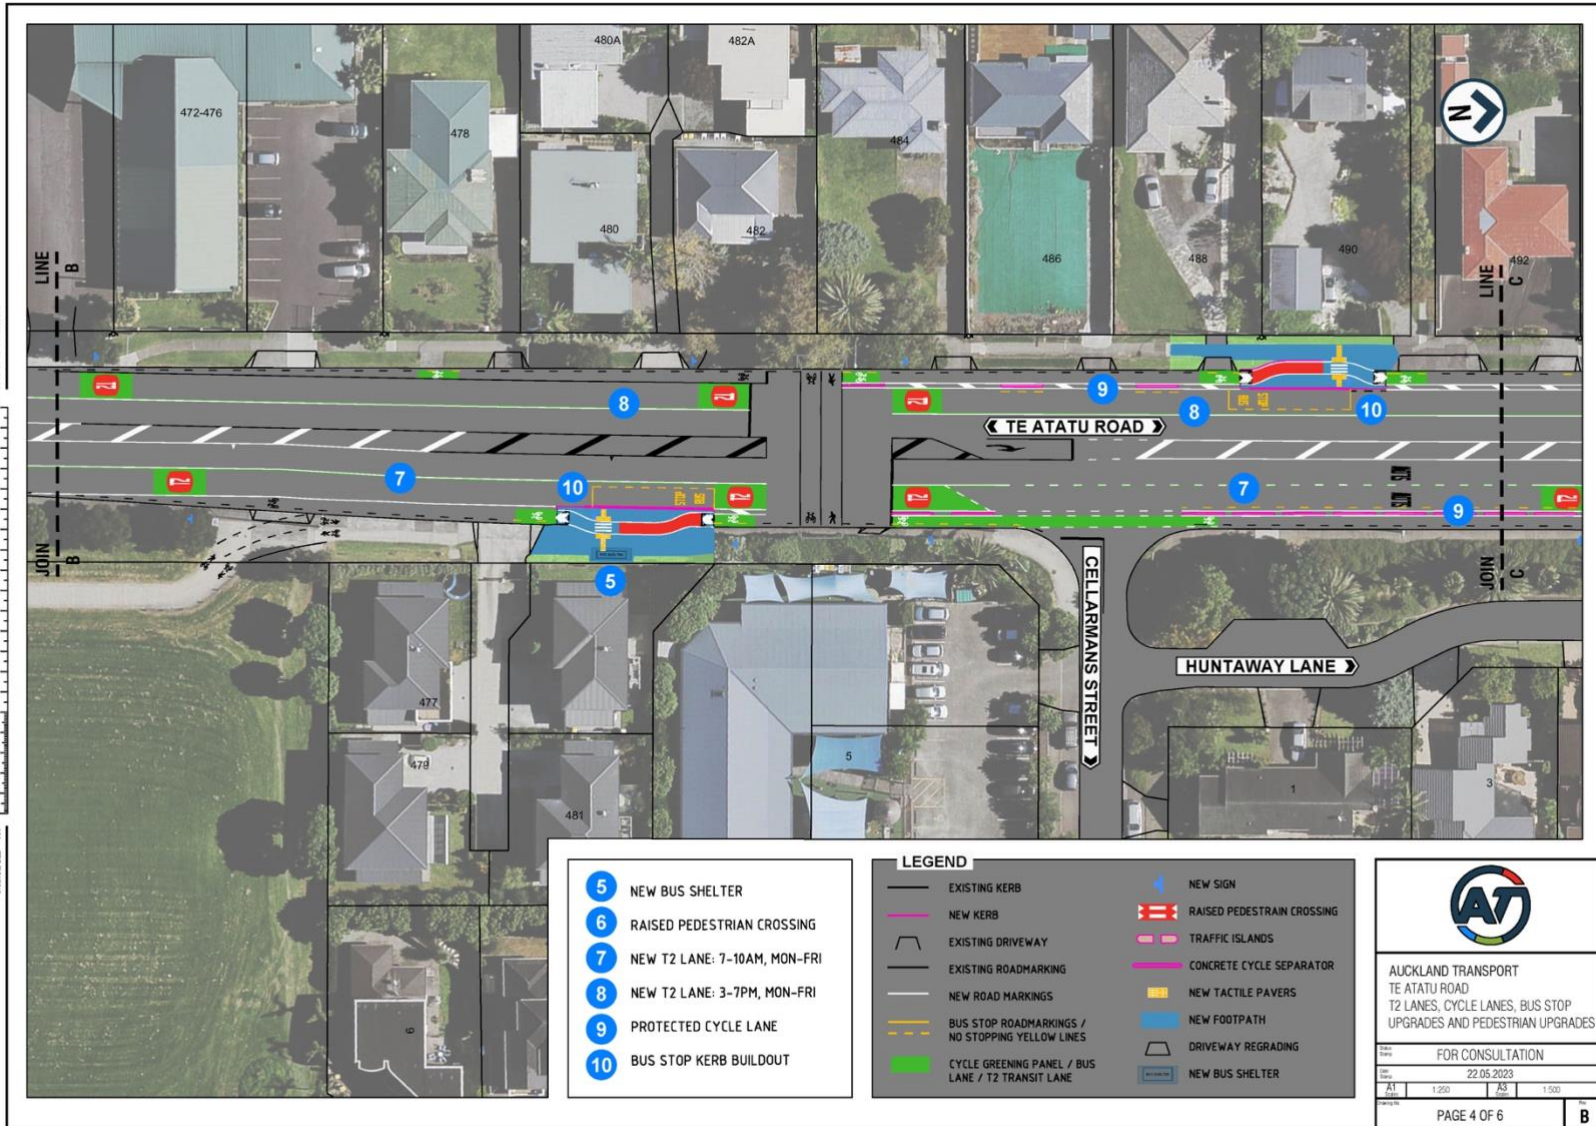 480A
482A
472-476
478
484
N
480
482
486
488
490
492
LINE
B
LINE
C
8
9
8
10
TE ATATU ROAD
7
10
STOP
BUS
7
9
JOIN
B
5
JOIN
C
CELLARMANS STREET
HUNTAWAY LANE
477
479
481
5
1
3
6
5 NEW BUS SHELTER
6 RAISED PEDESTRIAN CROSSING
7 NEW T2 LANE: 7-10AM, MON-FRI
8 NEW T2 LANE: 3-7PM, MON-FRI
9 PROTECTED CYCLE LANE
10 BUS STOP KERB BUILDOUT
LEGEND
EXISTING KERB
NEW KERB
EXISTING DRIVEWAY
EXISTING ROADMARKING
NEW ROAD MARKINGS
BUS STOP ROADMARKINGS /
NO STOPPING YELLOW LINES
CYCLE GREENING PANEL / BUS
LANE / T2 TRANSIT LANE
NEW SIGN
RAISED PEDESTRAIN CROSSING
TRAFFIC ISLANDS
CONCRETE CYCLE SEPARATOR
NEW TACTILE PAVERS
NEW FOOTPATH
DRIVEWAY REGRADING
NEW BUS SHELTER
AT
AUCKLAND TRANSPORT
TE ATATU ROAD
T2 LANES, CYCLE LANES, BUS STOP
UPGRADES AND PEDESTRIAN UPGRADES
FOR CONSULTATION
22.05.2023
A1 1:250 A3 1:500
PAGE 4 OF 6
B